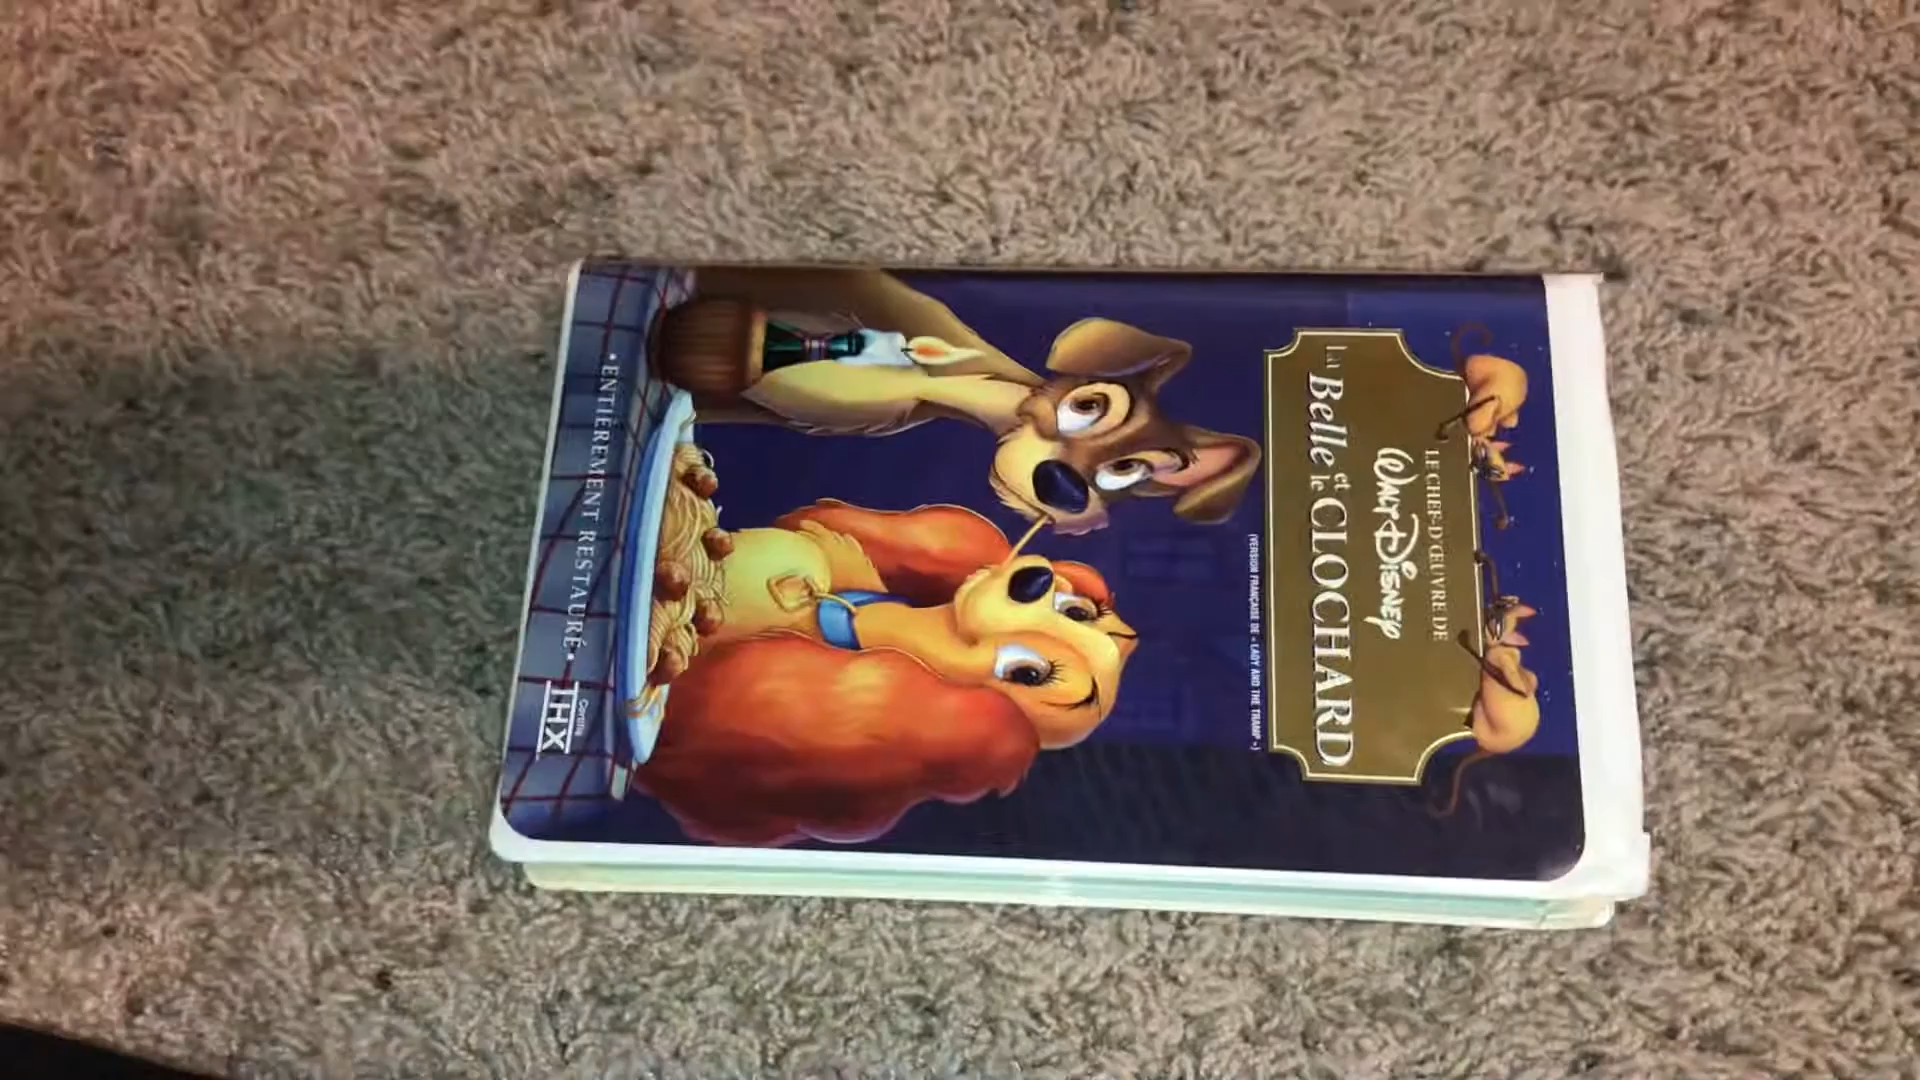 LE CHEF-D'ŒUVRE DE
WALT DISNEY
La Belle et le CLOCHARD
(VERSION FRANÇAISE DE « LADY AND THE TRAMP »)
• ENTIÈREMENT RESTAURÉ •
Certifié
THX